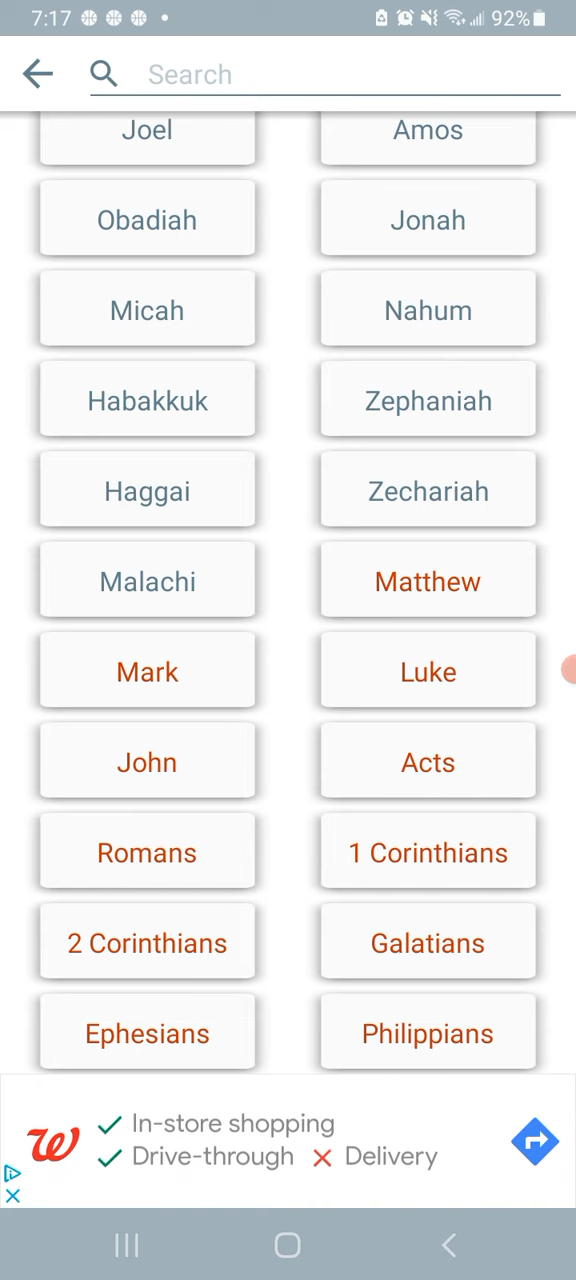 7:17 92%
Search
Joel Amos
Obadiah Jonah
Micah Nahum
Habakkuk Zephaniah
Haggai Zechariah
Malachi Matthew
Mark Luke
John Acts
Romans 1 Corinthians
2 Corinthians Galatians
Ephesians Philippians
W In-store shopping
Drive-through Delivery